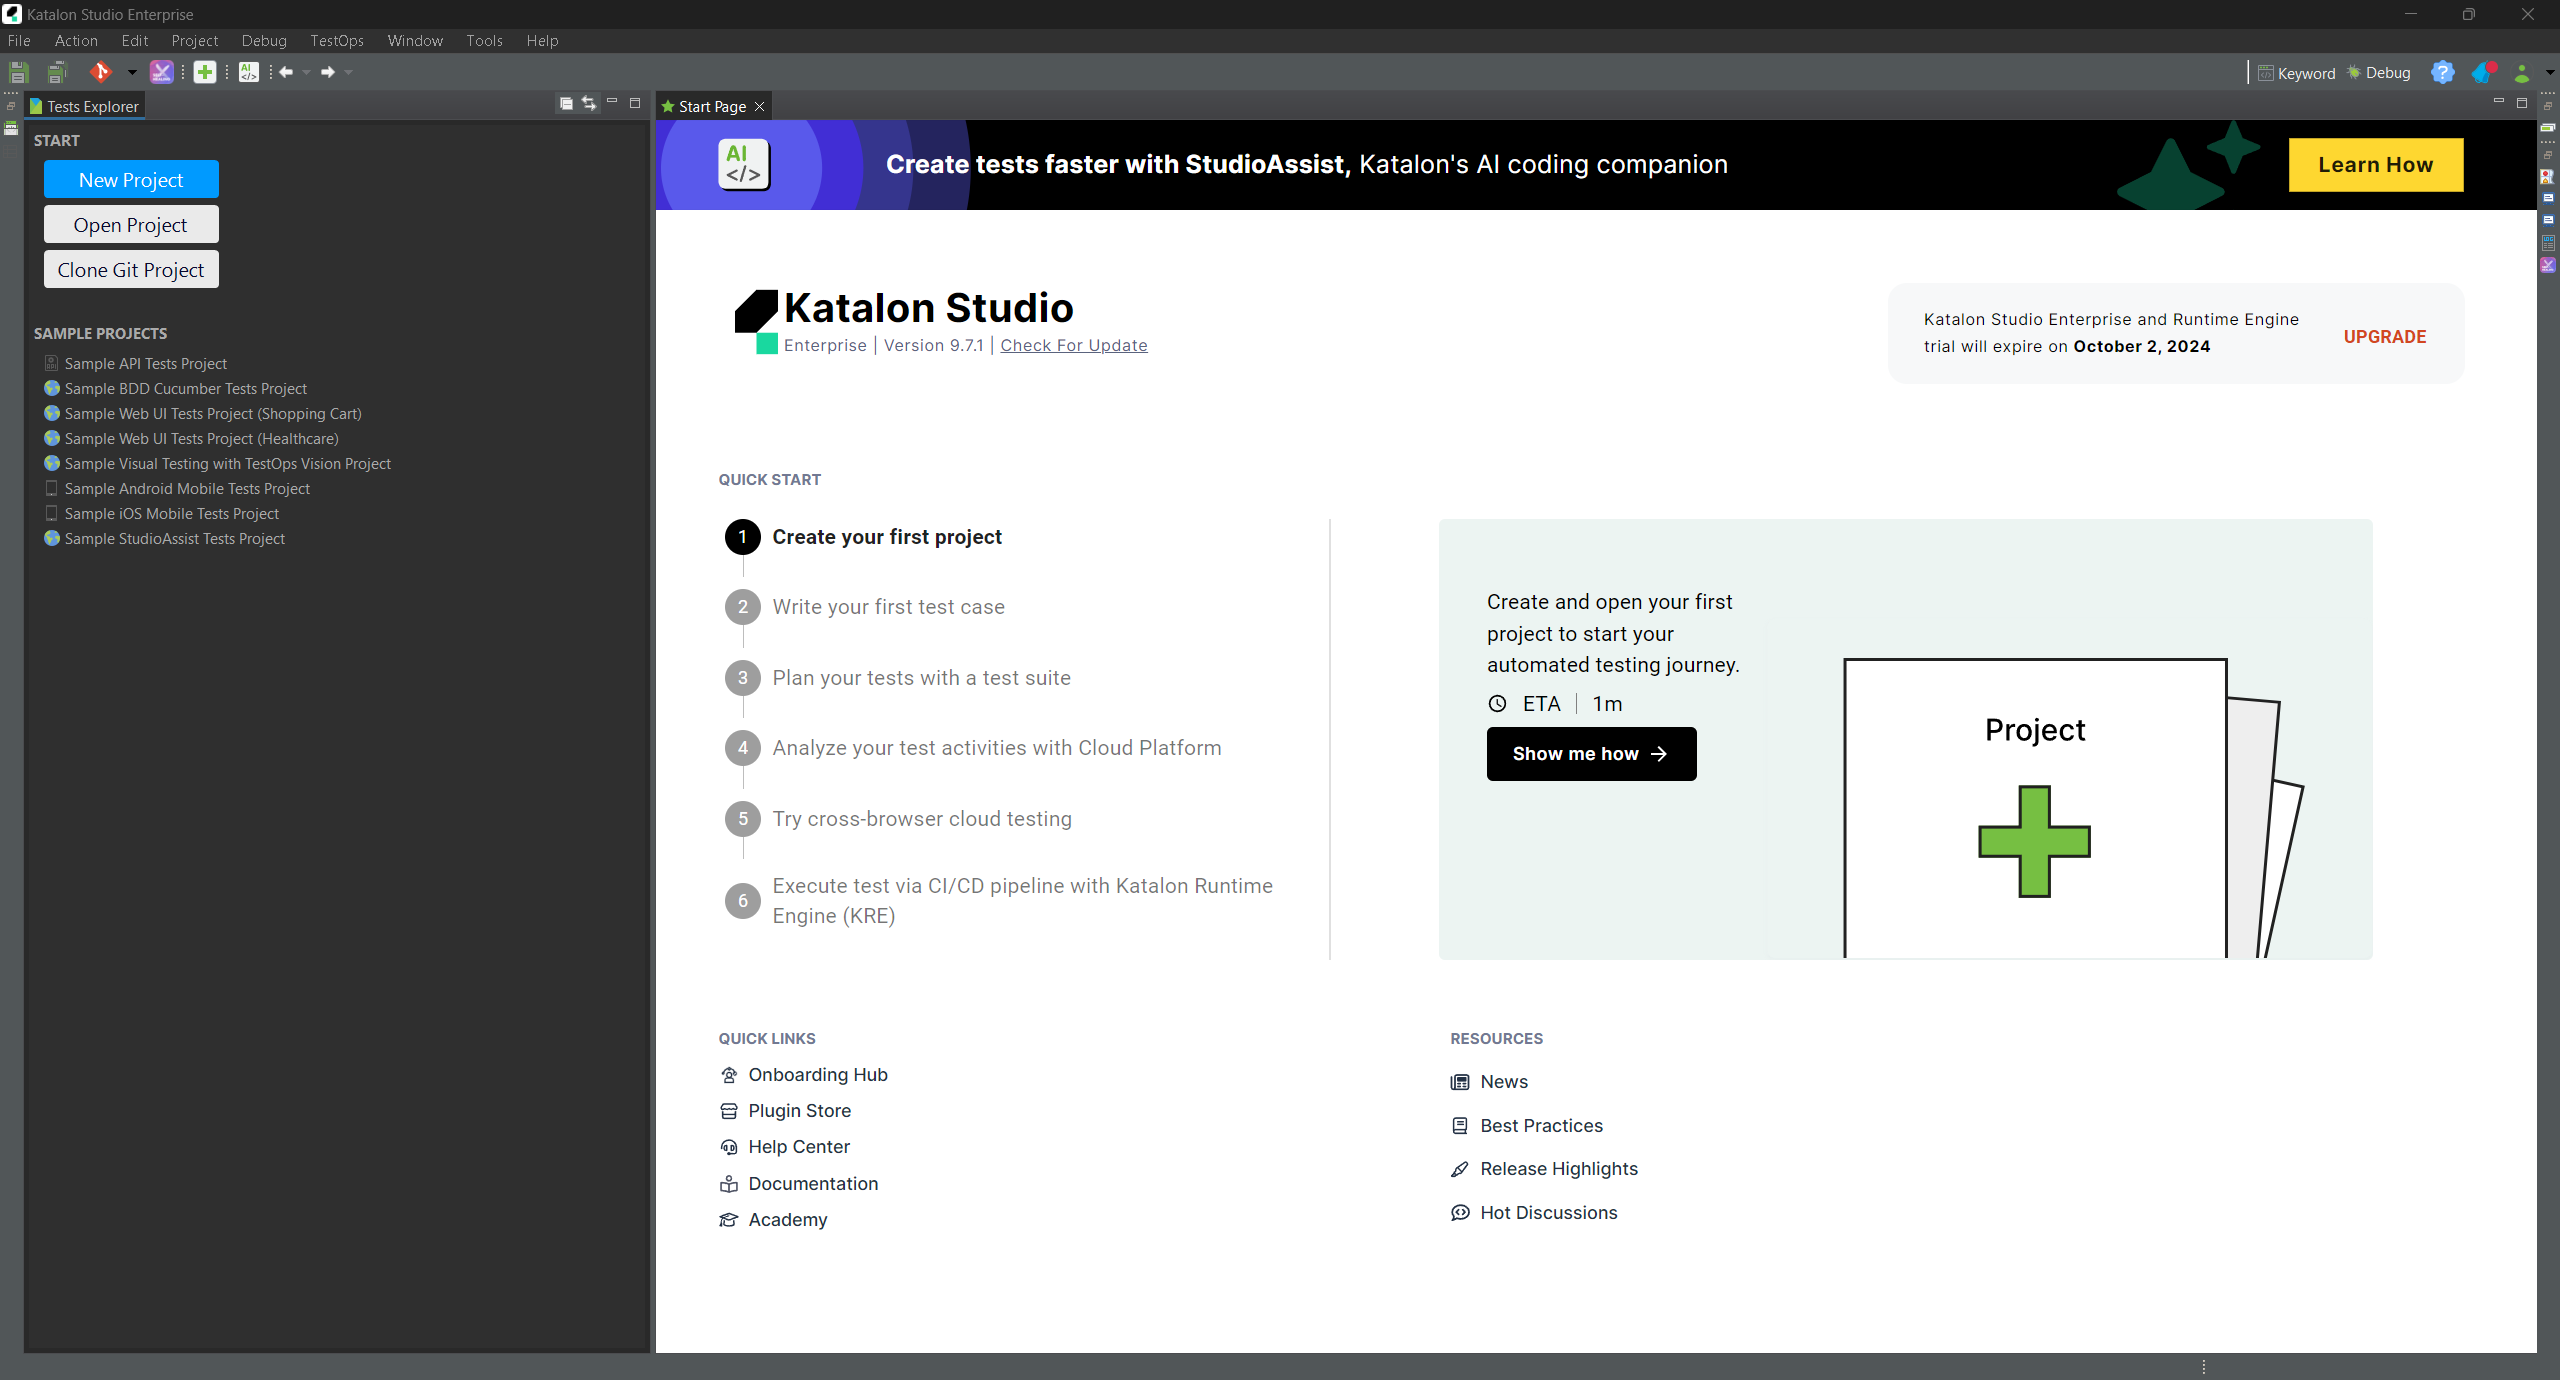 Katalon Studio Enterprise
File Action Edit Project Debug TestOps Window Tools Help
Keyword Debug
Tests Explorer
START
New Project
Open Project
Clone Git Project
SAMPLE PROJECTS
Sample API Tests Project
Sample BDD Cucumber Tests Project
Sample Web UI Tests Project (Shopping Cart)
Sample Web UI Tests Project (Healthcare)
Sample Visual Testing with TestOps Vision Project
Sample Android Mobile Tests Project
Sample iOS Mobile Tests Project
Sample StudioAssist Tests Project
Start Page
AI
</>
Create tests faster with StudioAssist, Katalon's AI coding companion
Learn How
Katalon Studio
Enterprise | Version 9.7.1 | Check For Update
Katalon Studio Enterprise and Runtime Engine
trial will expire on October 2, 2024
UPGRADE
QUICK START
1 Create your first project
2 Write your first test case
3 Plan your tests with a test suite
4 Analyze your test activities with Cloud Platform
5 Try cross-browser cloud testing
6 Execute test via CI/CD pipeline with Katalon Runtime
Engine (KRE)
Create and open your first
project to start your
automated testing journey.
ETA | 1m
Show me how →
Project
QUICK LINKS
Onboarding Hub
Plugin Store
Help Center
Documentation
Academy
RESOURCES
News
Best Practices
Release Highlights
Hot Discussions